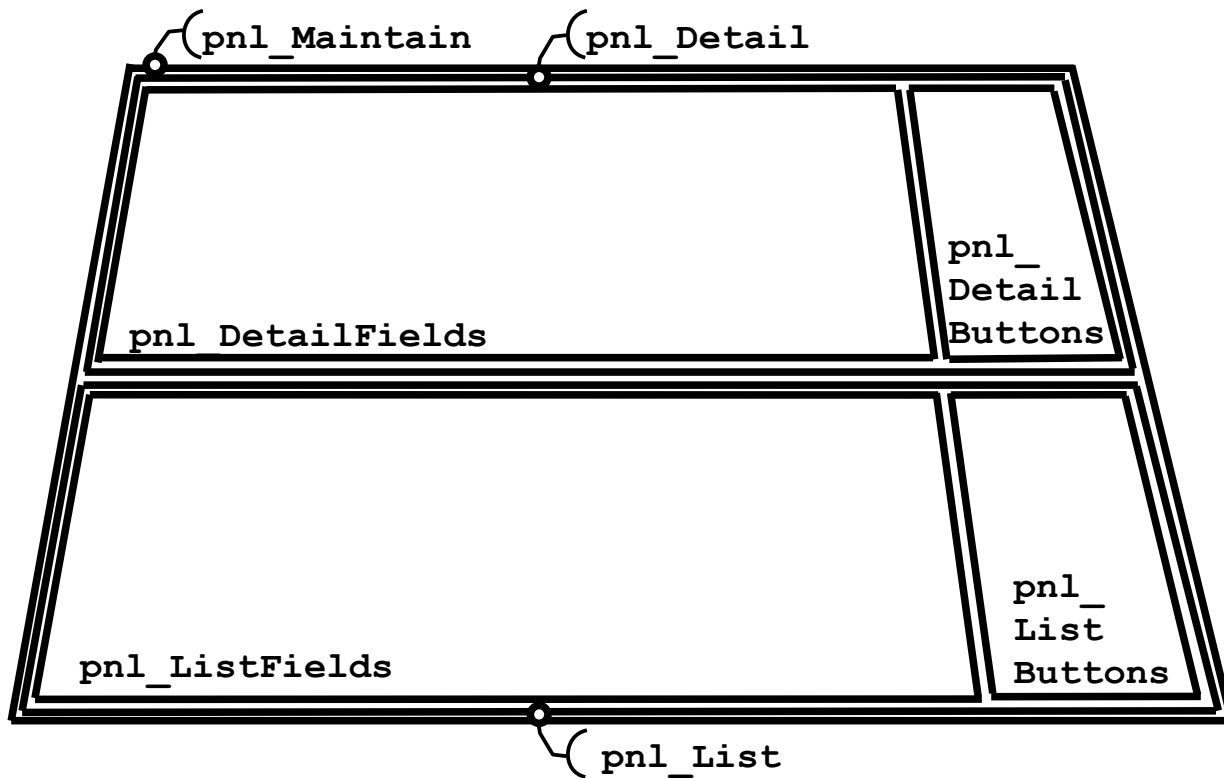 pnl_Maintain
pnl_Detail
pnl_
Detail
Buttons
pnl_DetailFields
pnl_
List
Buttons
pnl_ListFields
pnl_List